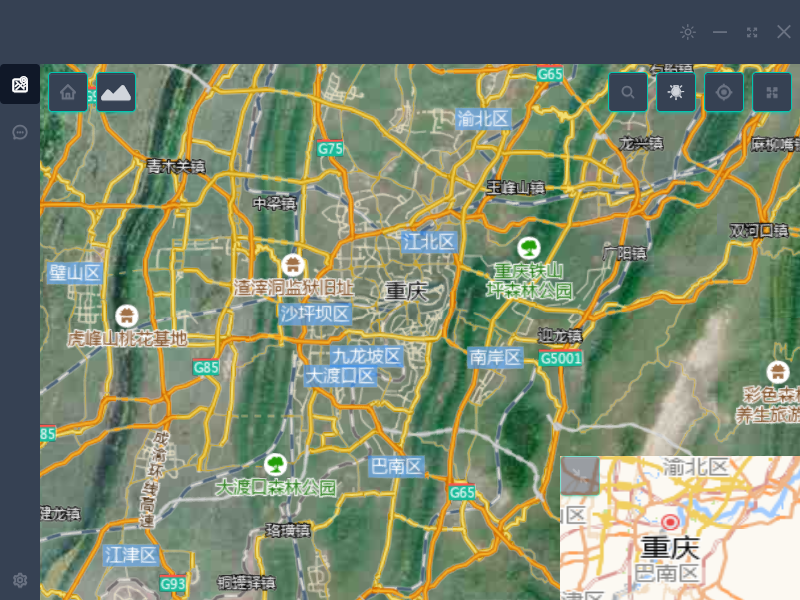 G65
渝北区
G75
龙兴镇
麻柳嘴镇
青木关镇
玉峰山镇
中梁镇
双河口镇
江北区
广阳镇
璧山区
重庆铁山
坪森林公园
渣滓洞监狱旧址
重庆
沙坪坝区
虎峰山桃花基地
迎龙镇
九龙坡区
南岸区
G5001
G85
大渡口区
彩色森林
养生旅游
85
成渝环线高速
巴南区
大渡口森林公园
G65
健龙镇
珞璜镇
江津区
G93
铜罐驿镇
渝北区
山区
重庆
巴南区
津区